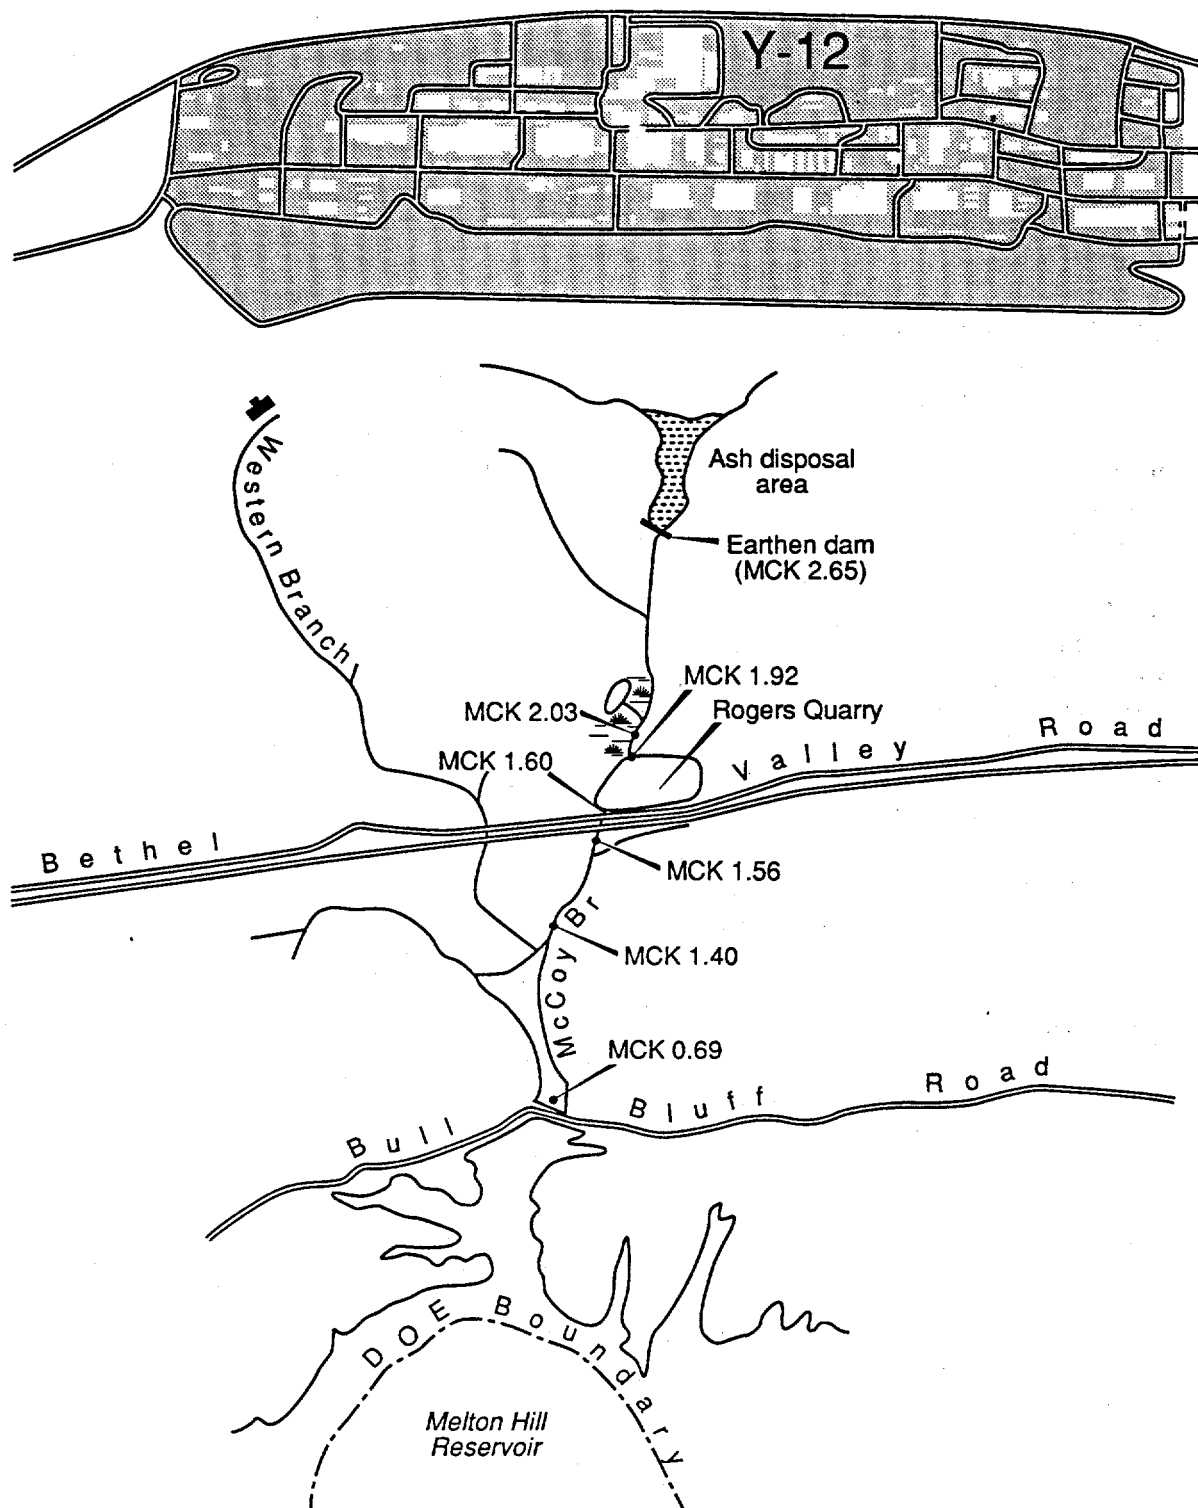 Y-12
Ash disposal
area
Earthen dam
(MCK 2.65)
Western Branch
MCK 1.92
MCK 2.03
Rogers Quarry
MCK 1.60
Bethel Valley Road
MCK 1.56
McCoy Br
MCK 1.40
MCK 0.69
Bull Bluff Road
DOE Boundary
Melton Hill
Reservoir